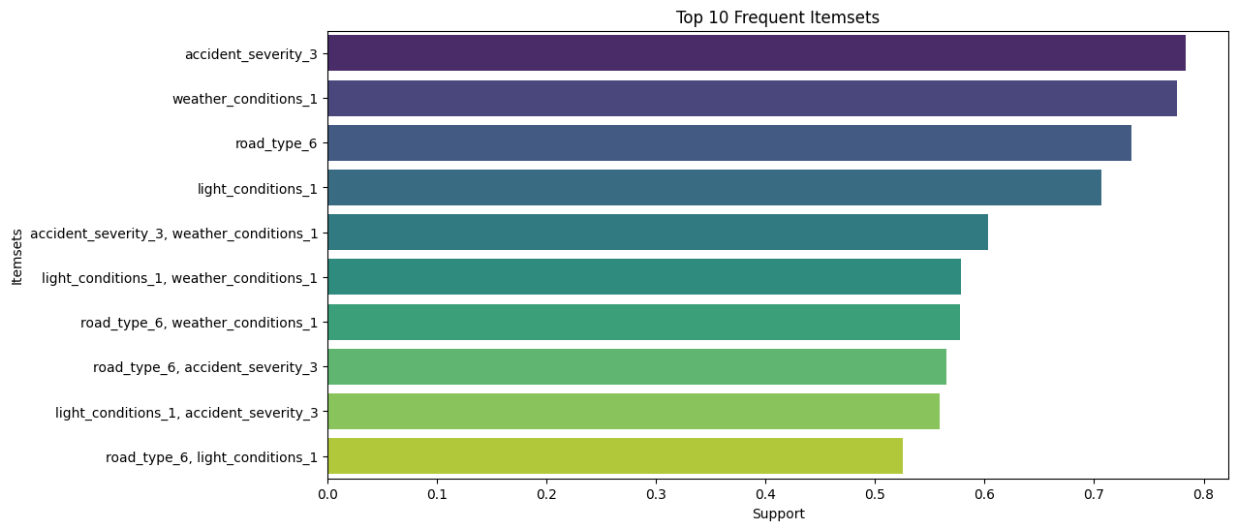 Top 10 Frequent Itemsets
Itemsets
accident_severity_3
weather_conditions_1
road_type_6
light_conditions_1
accident_severity_3, weather_conditions_1
light_conditions_1, weather_conditions_1
road_type_6, weather_conditions_1
road_type_6, accident_severity_3
light_conditions_1, accident_severity_3
road_type_6, light_conditions_1
0.0 0.1 0.2 0.3 0.4 0.5 0.6 0.7 0.8
Support